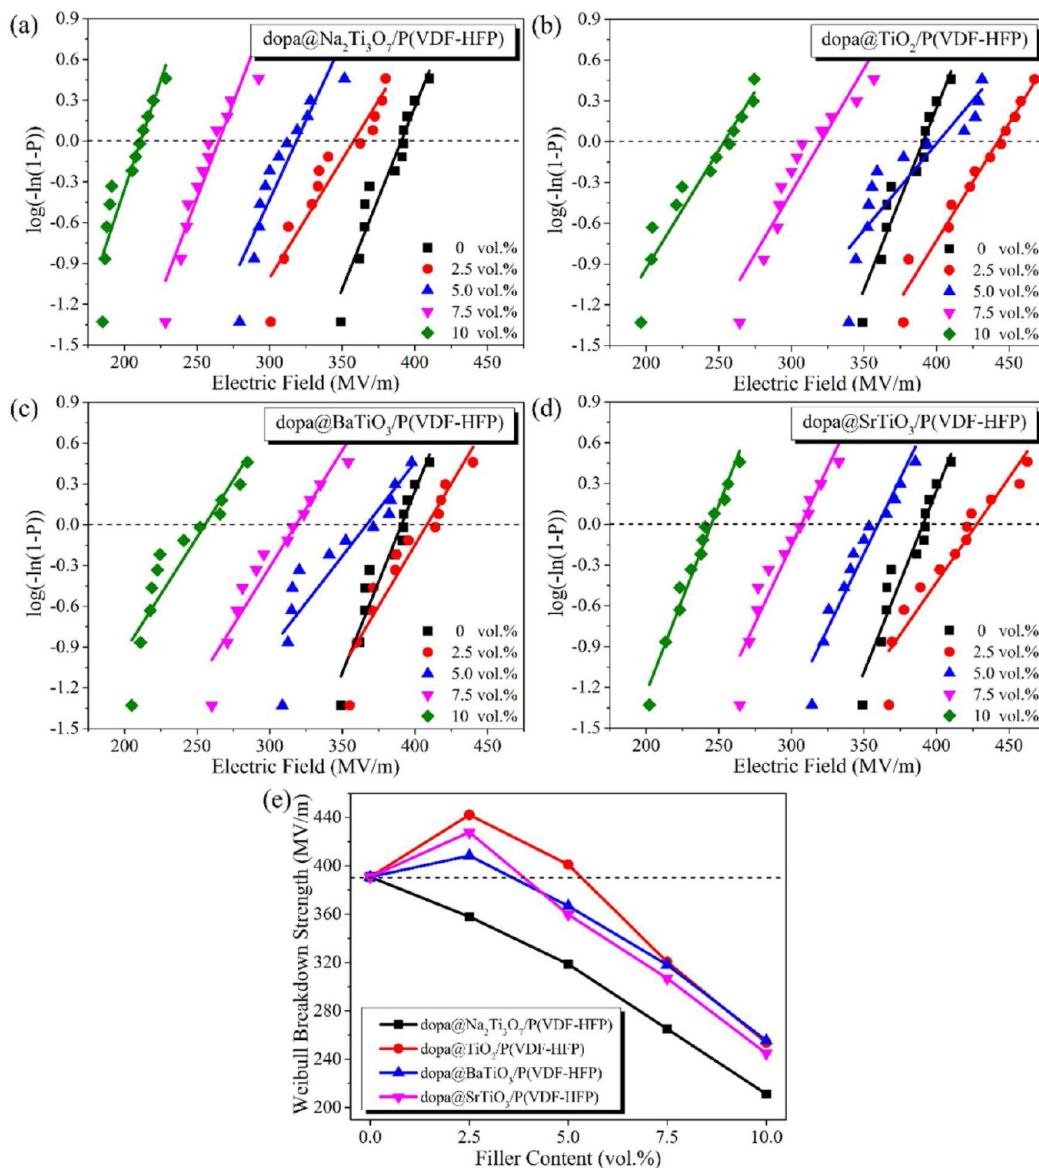 (a)
dopa@Na₂Ti₃O₇/P(VDF-HFP)
0.9
0.6
0.3
0.0
-0.3
-0.6
-0.9
-1.2
-1.5
log(-ln(1-P))
0 vol.%
2.5 vol.%
5.0 vol.%
7.5 vol.%
10 vol.%
200 250 300 350 400 450
Electric Field (MV/m)
(b)
dopa@TiO₂/P(VDF-HFP)
0.9
0.6
0.3
0.0
-0.3
-0.6
-0.9
-1.2
-1.5
log(-ln(1-P))
0 vol.%
2.5 vol.%
5.0 vol.%
7.5 vol.%
10 vol.%
200 250 300 350 400 450
Electric Field (MV/m)
(c)
dopa@BaTiO₃/P(VDF-HFP)
0.9
0.6
0.3
0.0
-0.3
-0.6
-0.9
-1.2
-1.5
log(-ln(1-P))
0 vol.%
2.5 vol.%
5.0 vol.%
7.5 vol.%
10 vol.%
200 250 300 350 400 450
Electric Field (MV/m)
(d)
dopa@SrTiO₃/P(VDF-HFP)
0.9
0.6
0.3
0.0
-0.3
-0.6
-0.9
-1.2
-1.5
log(-ln(1-P))
0 vol.%
2.5 vol.%
5.0 vol.%
7.5 vol.%
10 vol.%
200 250 300 350 400 450
Electric Field (MV/m)
(e)
440
400
360
320
280
240
200
Weibull Breakdown Strength (MV/m)
dopa@Na₂Ti₃O₇/P(VDF-HFP)
dopa@TiO₂/P(VDF-HFP)
dopa@BaTiO₃/P(VDF-HFP)
dopa@SrTiO₃/P(VDF-HFP)
0.0 2.5 5.0 7.5 10.0
Filler Content (vol.%)